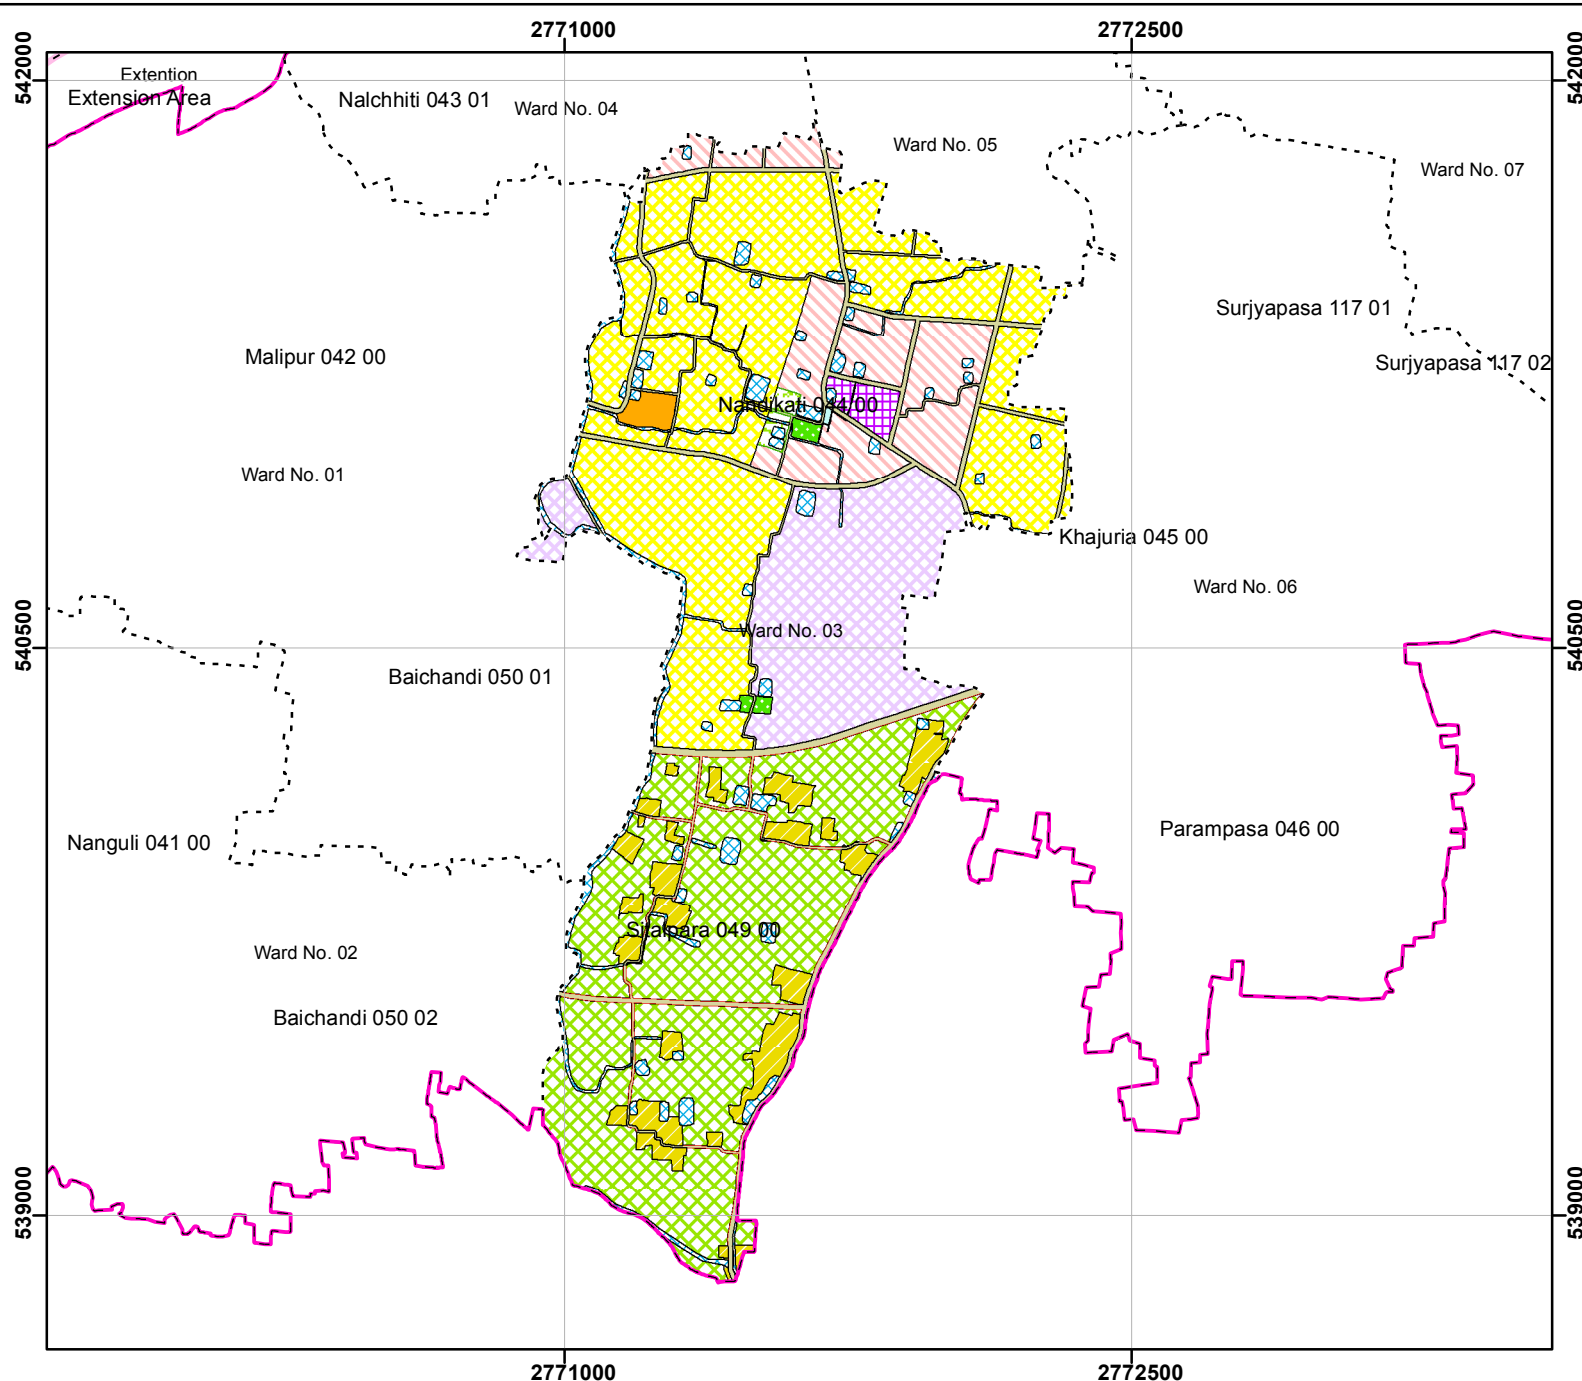 2771000
2772500
542000
542000
Extention
Extension Area
Nalchhiti 043 01
Ward No. 04
Ward No. 05
Ward No. 07
Surjyapasa 117 01
Malipur 042 00
Surjyapasa 117 02
Nandikati 044 00
Ward No. 01
Khajuria 045 00
Ward No. 06
Ward No. 03
540500
540500
Baichandi 050 01
Parampasa 046 00
Nanguli 041 00
Sitalpara 049 00
Ward No. 02
Baichandi 050 02
539000
539000
2771000
2772500